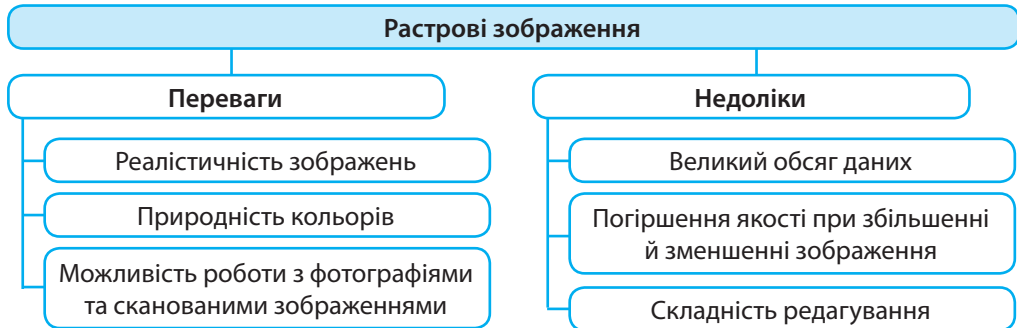 Растрові зображення
Переваги
Реалістичність зображень
Природність кольорів
Можливість роботи з фотографіями
та сканованими зображеннями
Недоліки
Великий обсяг даних
Погіршення якості при збільшенні
й зменшенні зображення
Складність редагування